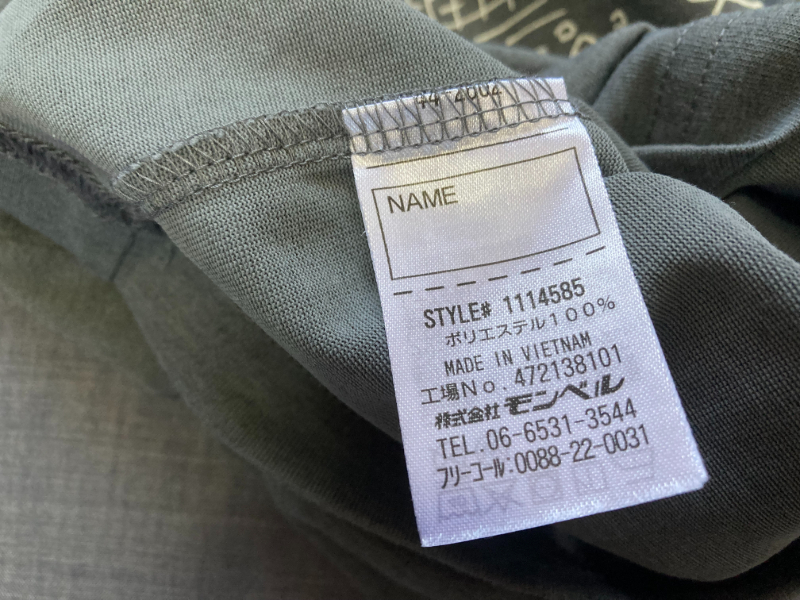 NAME
STYLE# 1114585
ポリエステル100%
MADE IN VIETNAM
工場No.472138101
株式会社 モンベル
TEL.06-6531-3544
フリーコール:0088-22-0031